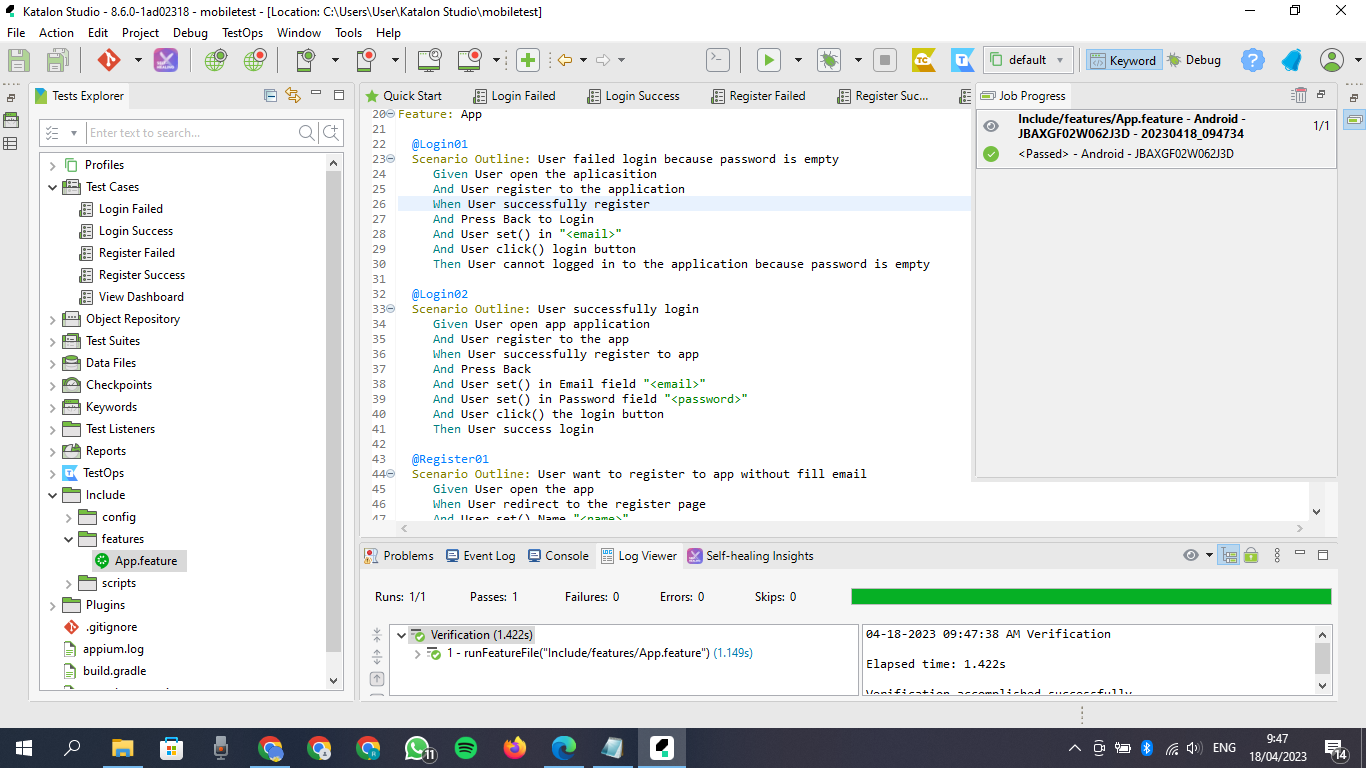 Katalon Studio - 8.6.0-1ad02318 - mobiletest - [Location: C:\Users\User\Katalon Studio\mobiletest]
File Action Edit Project Debug TestOps Window Tools Help
default
Keyword
Debug
Tests Explorer
Enter text to search...
Profiles
Test Cases
Login Failed
Login Success
Register Failed
Register Success
View Dashboard
Object Repository
Test Suites
Data Files
Checkpoints
Keywords
Test Listeners
Reports
TestOps
Include
config
features
App.feature
scripts
Plugins
.gitignore
appium.log
build.gradle
Quick Start Login Failed Login Success Register Failed Register Suc...
20 Feature: App
21
22 @Login01
23 Scenario Outline: User failed login because password is empty
24 Given User open the aplicasition
25 And User register to the application
26 When User successfully register
27 And Press Back to Login
28 And User set() in "<email>"
29 And User click() login button
30 Then User cannot logged in to the application because password is empty
31
32 @Login02
33 Scenario Outline: User successfully login
34 Given User open app application
35 And User register to the app
36 When User successfully register to app
37 And Press Back
38 And User set() in Email field "<email>"
39 And User set() in Password field "<password>"
40 And User click() the login button
41 Then User success login
42
43 @Register01
44 Scenario Outline: User want to register to app without fill email
45 Given User open the app
46 When User redirect to the register page
47 And User set() Name "<name>"
Job Progress
Include/features/App.feature - Android -
JBAXGF02W062J3D - 20230418_094734
1/1
<Passed> - Android - JBAXGF02W062J3D
Problems Event Log Console Log Viewer Self-healing Insights
Runs: 1/1 Passes: 1 Failures: 0 Errors: 0 Skips: 0
Verification (1.422s)
1 - runFeatureFile("Include/features/App.feature") (1.149s)
04-18-2023 09:47:38 AM Verification
Elapsed time: 1.422s
Verification accomplished successfully
11
ENG
9:47
18/04/2023
14